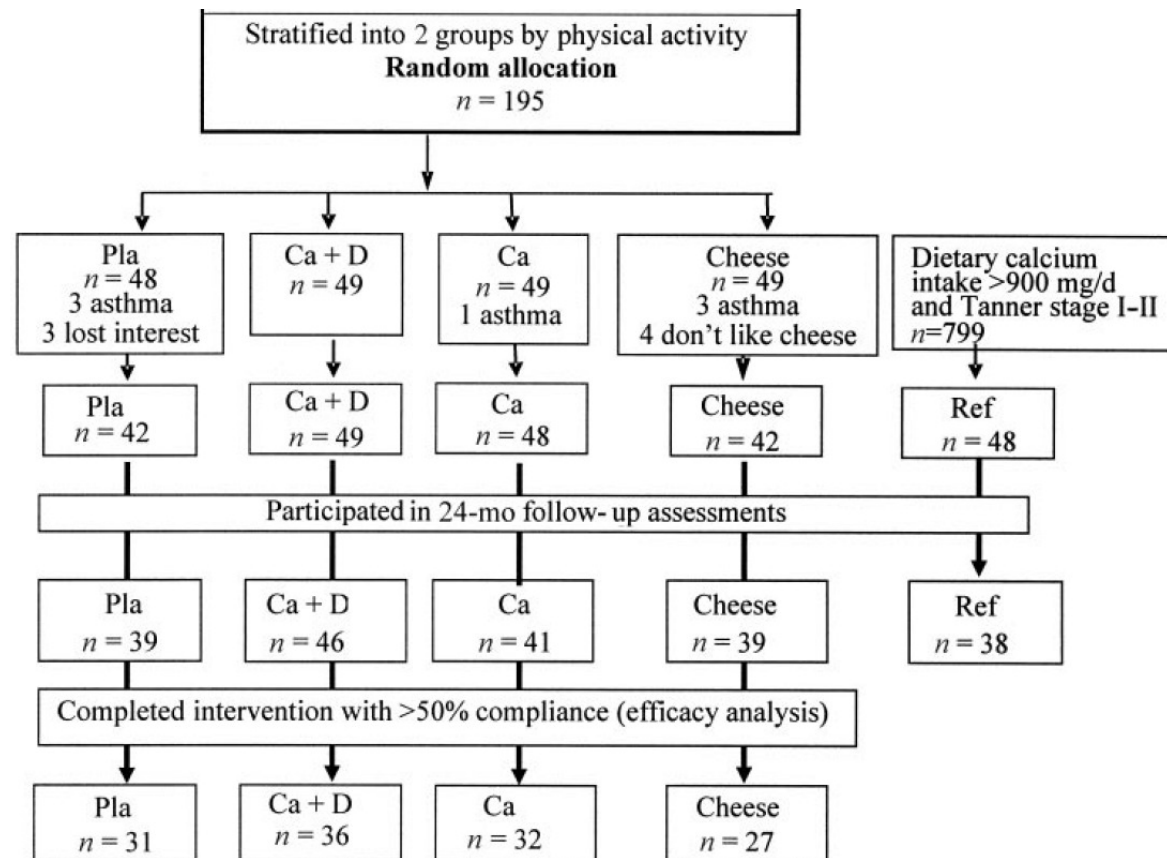 Stratified into 2 groups by physical activity
Random allocation
n = 195
Pla
n = 48
3 asthma
3 lost interest
Ca + D
n = 49
Ca
n = 49
1 asthma
Cheese
n = 49
3 asthma
4 don't like cheese
Dietary calcium
intake >900 mg/d
and Tanner stage I-II
n=799
Pla
n = 42
Ca + D
n = 49
Ca
n = 48
Cheese
n = 42
Ref
n = 48
Participated in 24-mo follow-up assessments
Pla
n = 39
Ca + D
n = 46
Ca
n = 41
Cheese
n = 39
Ref
n = 38
Completed intervention with >50% compliance (efficacy analysis)
Pla
n = 31
Ca + D
n = 36
Ca
n = 32
Cheese
n = 27